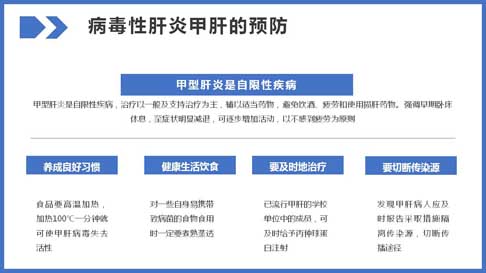 病毒性肝炎甲肝的预防
甲型肝炎是自限性疾病
甲型肝炎是自限性疾病，治疗以一般及支持治疗为主，辅以适当药物，避免饮酒、疲劳和使用损肝药物。强调早期卧床
休息，至症状明显减退，可逐步增加活动，以不感到疲劳为原则
养成良好习惯
食品要高温加热，
加热100℃一分钟就
可使甲肝病毒失去
活性
健康生活饮食
对一些自身易携带
致病菌的食物食用
时一定要煮熟蒸透
要及时地治疗
已流行甲肝的学校
单位中的成员，可
及时给予丙种球蛋
白注射
要切断传染源
发现甲肝病人应及
时报告采取措施隔
离传染源，切断传
播途径